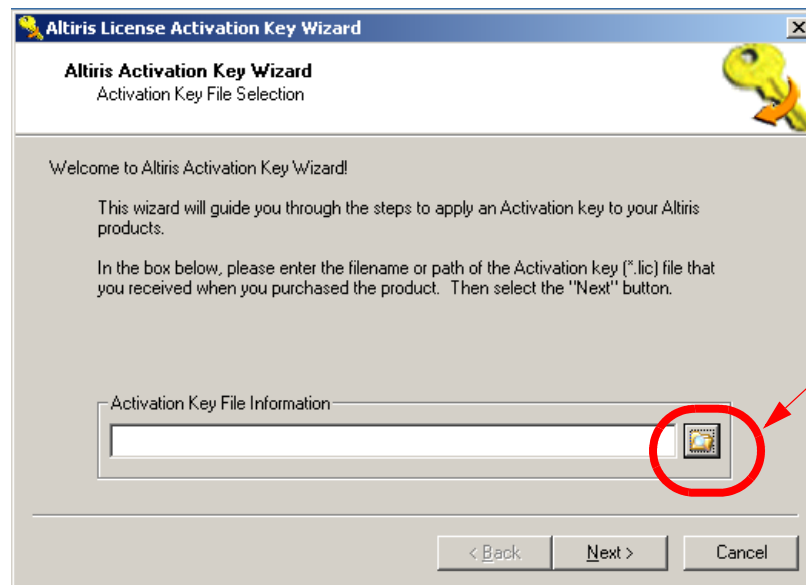 Altiris License Activation Key Wizard
Altiris Activation Key Wizard
Activation Key File Selection
Welcome to Altiris Activation Key Wizard!
This wizard will guide you through the steps to apply an Activation key to your Altiris
products.
In the box below, please enter the filename or path of the Activation key (*.lic) file that
you received when you purchased the product.  Then select the "Next" button.
Activation Key File Information
< Back
Next >
Cancel